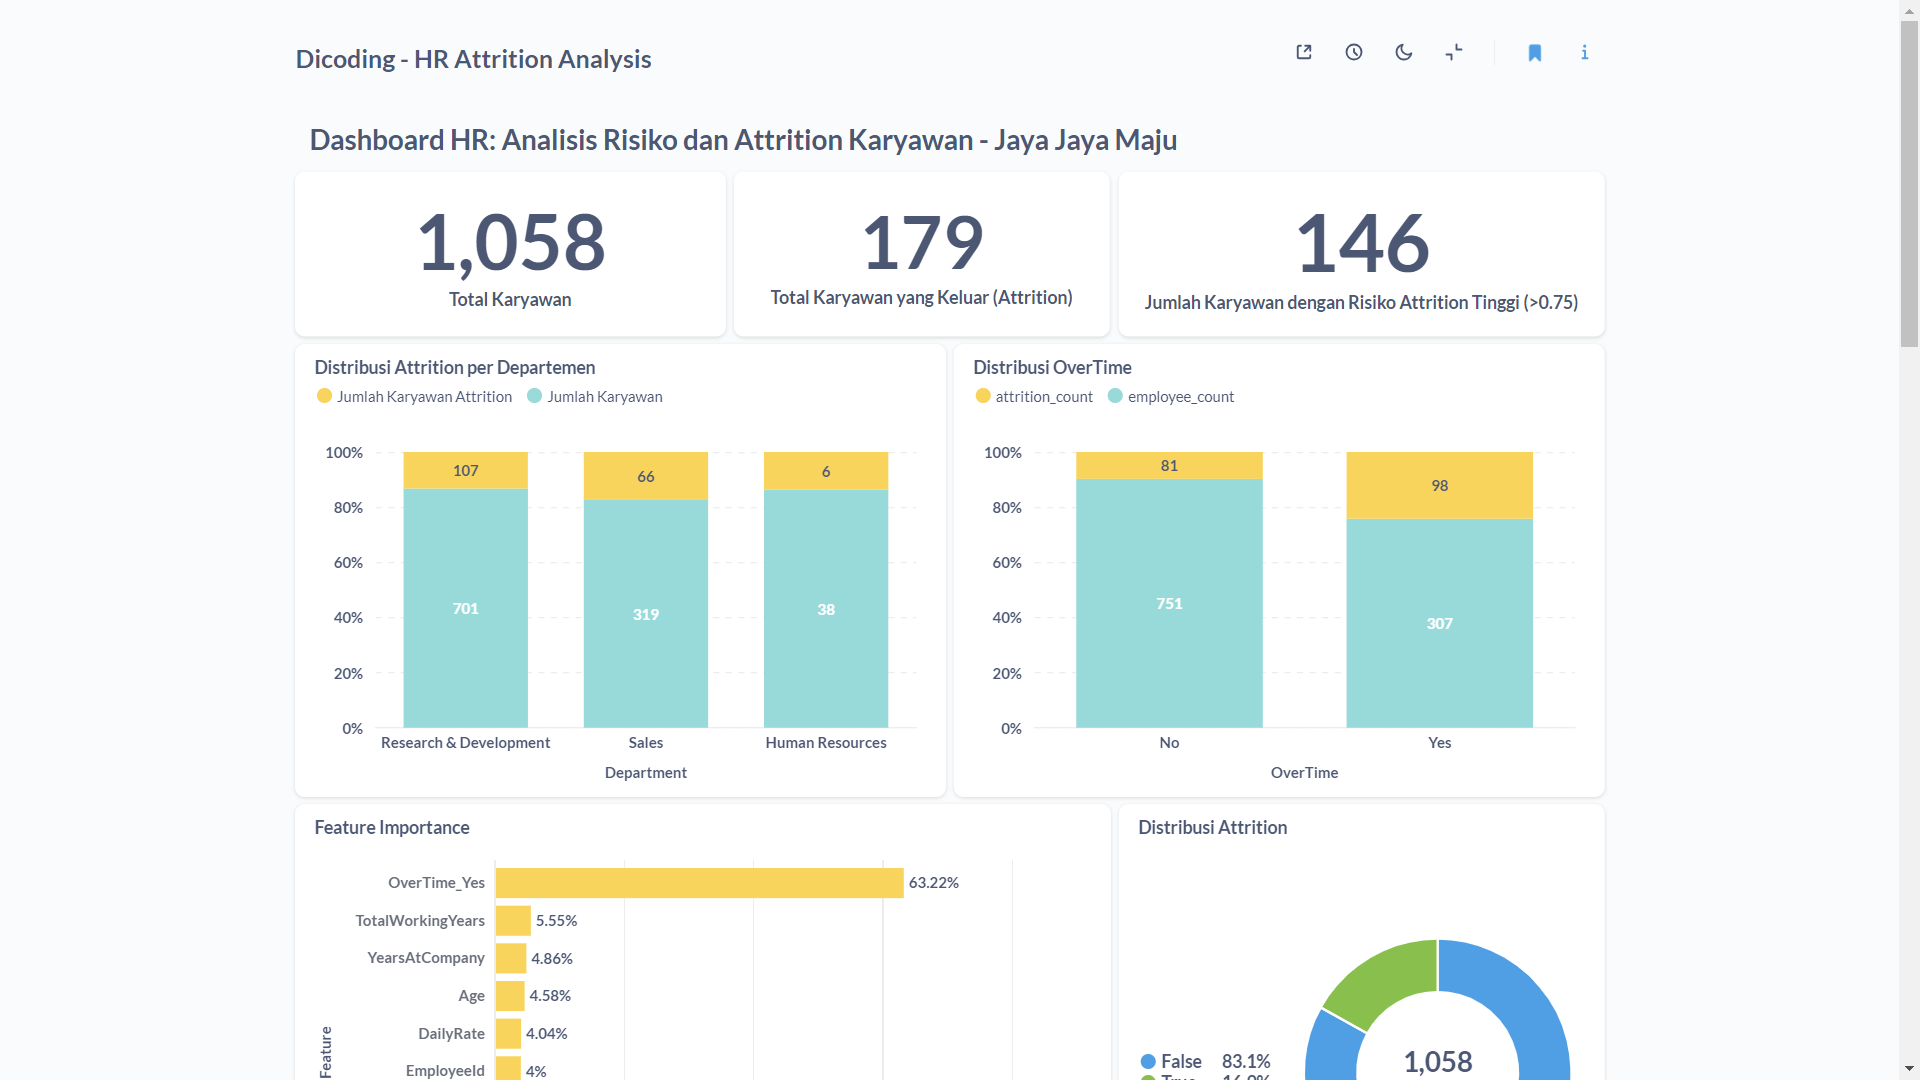 Dicoding - HR Attrition Analysis
Dashboard HR: Analisis Risiko dan Attrition Karyawan - Jaya Jaya Maju
1,058
Total Karyawan
179
Total Karyawan yang Keluar (Attrition)
146
Jumlah Karyawan dengan Risiko Attrition Tinggi (>0.75)
Distribusi Attrition per Departemen
Jumlah Karyawan Attrition Jumlah Karyawan
100%
80%
60%
40%
20%
0%
107
66
6
701
319
38
Research & Development Sales Human Resources
Department
Distribusi OverTime
attrition_count employee_count
100%
80%
60%
40%
20%
0%
81
98
751
307
No Yes
OverTime
Feature Importance
Feature
OverTime_Yes 63.22%
TotalWorkingYears 5.55%
YearsAtCompany 4.86%
Age 4.58%
DailyRate 4.04%
EmployeeId 4%
Distribusi Attrition
1,058
False 83.1%
True 16.9%